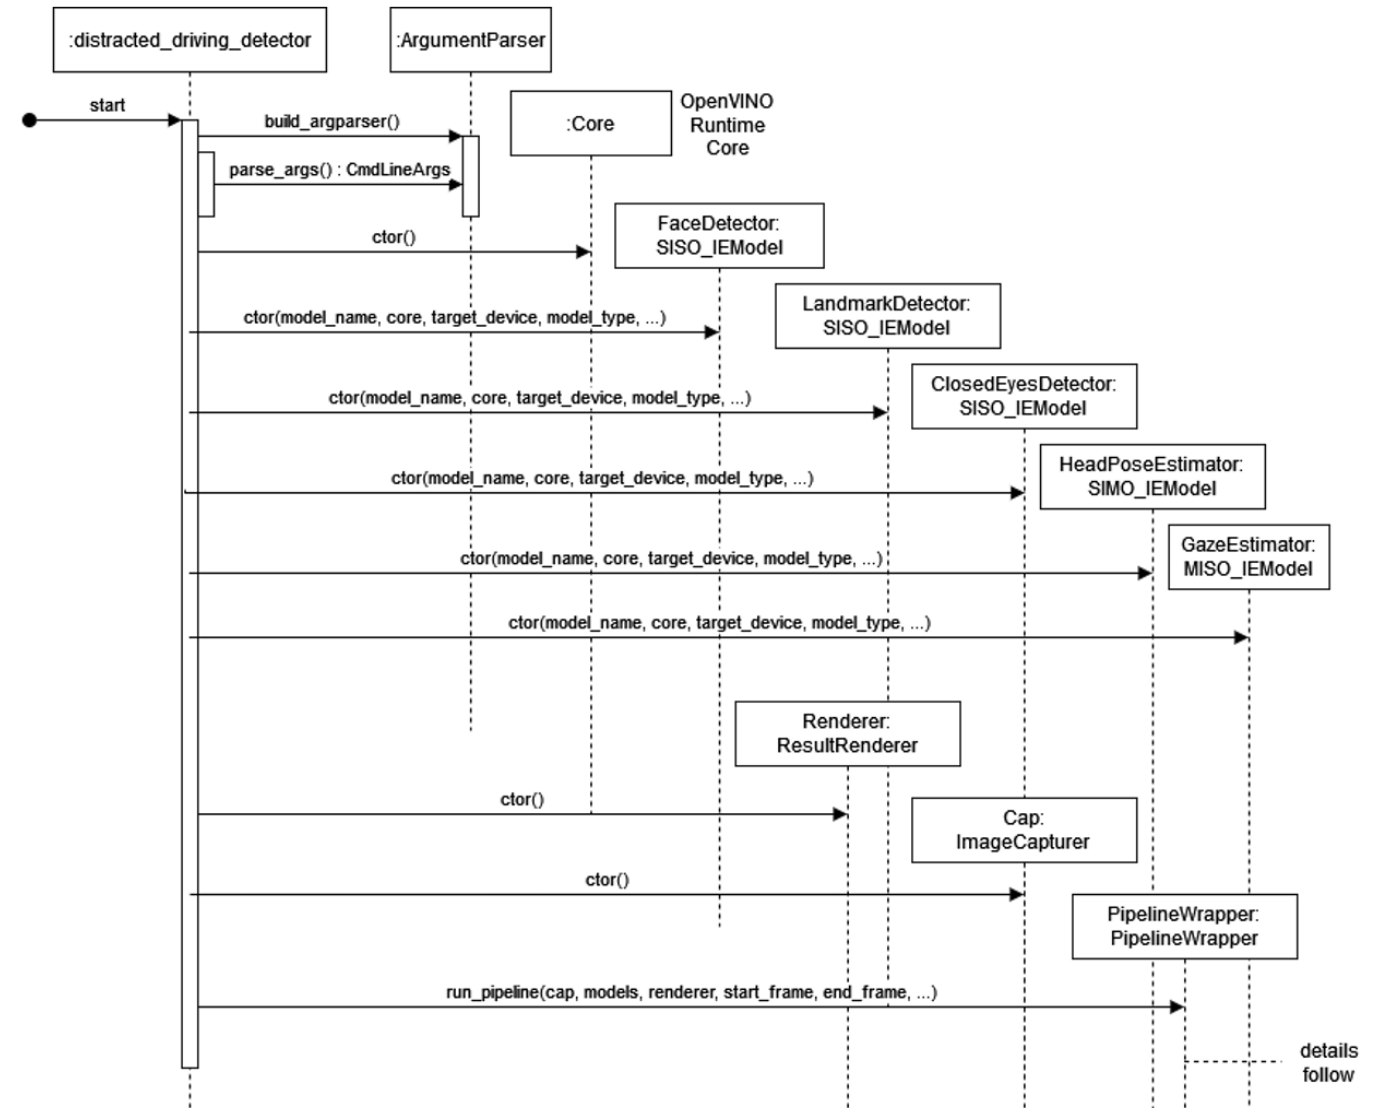 :distracted_driving_detector
:ArgumentParser
:Core
OpenVINO
Runtime
Core
start
build_argparser()
parse_args() : CmdLineArgs
FaceDetector:
SISO_IEModel
ctor()
LandmarkDetector:
SISO_IEModel
ctor(model_name, core, target_device, model_type, ...)
ClosedEyesDetector:
SISO_IEModel
ctor(model_name, core, target_device, model_type, ...)
HeadPoseEstimator:
SIMO_IEModel
ctor(model_name, core, target_device, model_type, ...)
GazeEstimator:
MISO_IEModel
ctor(model_name, core, target_device, model_type, ...)
ctor(model_name, core, target_device, model_type, ...)
Renderer:
ResultRenderer
ctor()
Cap:
ImageCapturer
ctor()
PipelineWrapper:
PipelineWrapper
run_pipeline(cap, models, renderer, start_frame, end_frame, ...)
details
follow